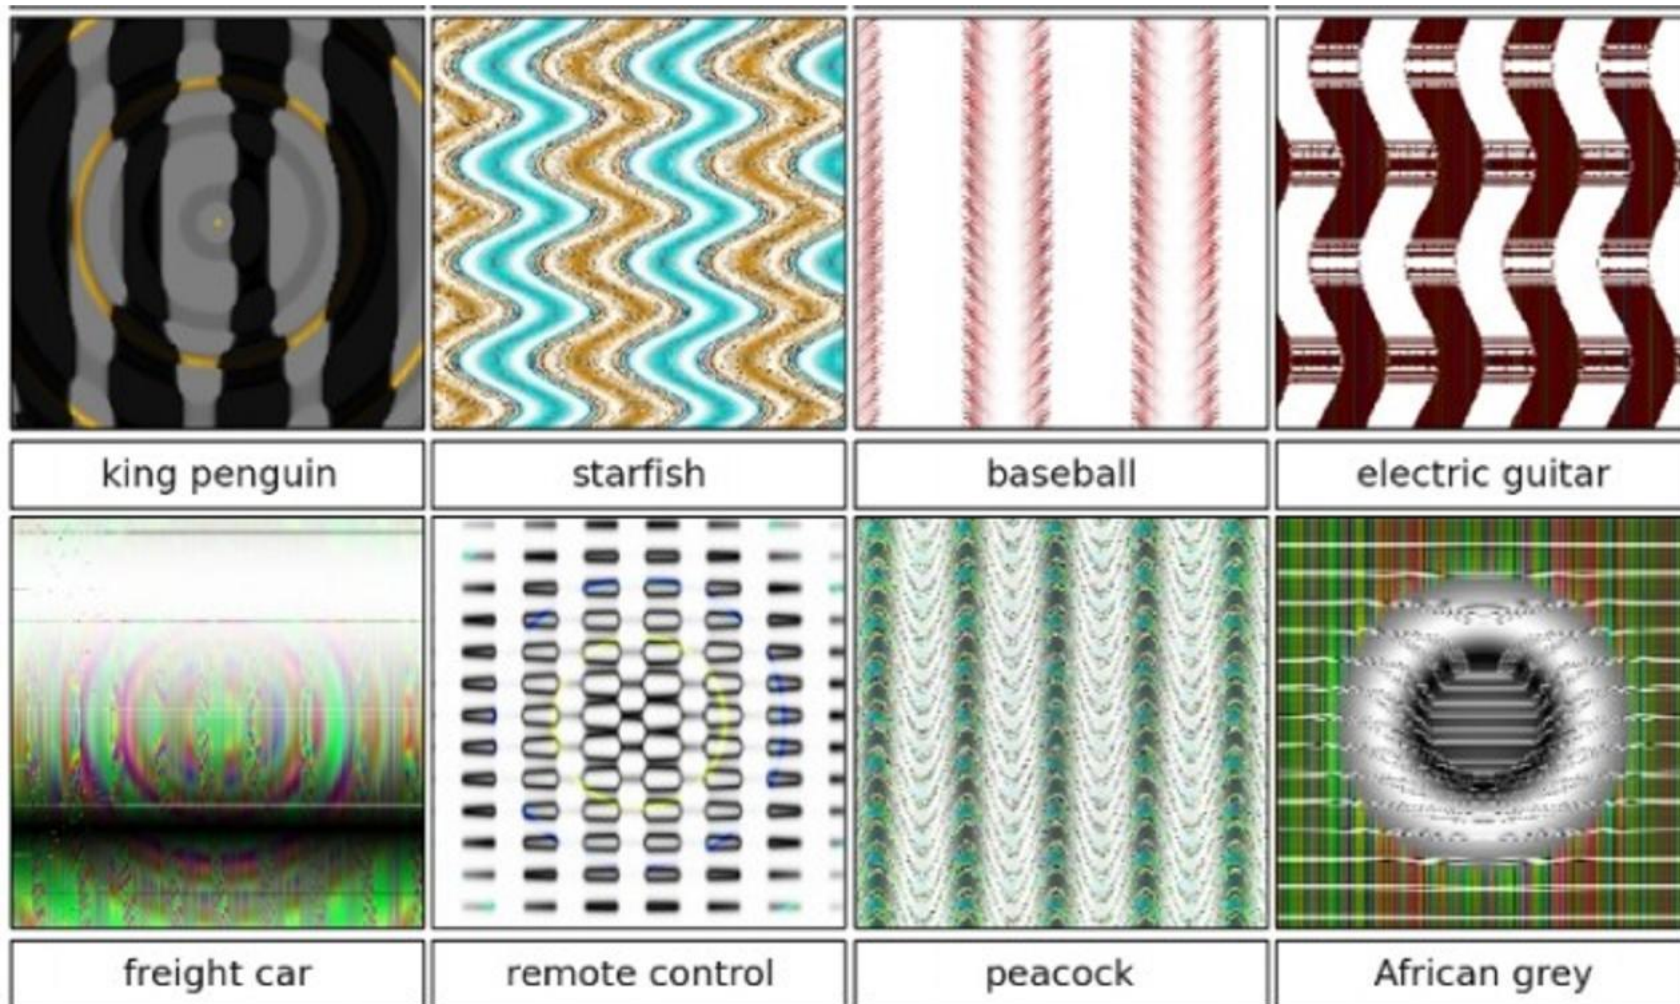 king penguin
starfish
baseball
electric guitar
freight car
remote control
peacock
African grey